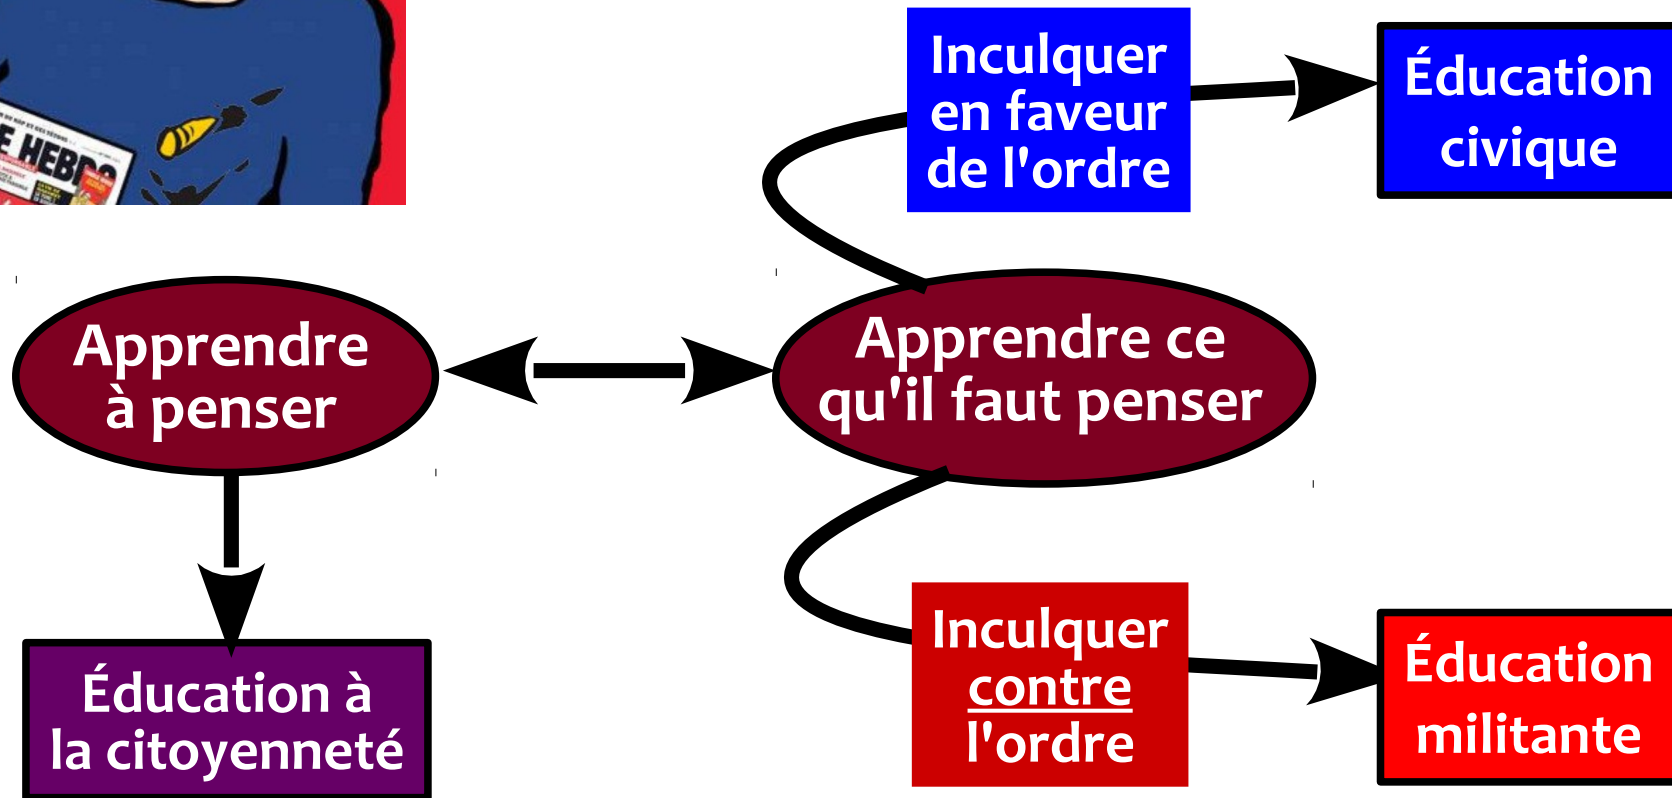 E HEBDO
Inculquer
en faveur
de l'ordre
Éducation
civique
Apprendre
à penser
Apprendre ce
qu'il faut penser
Éducation à
la citoyenneté
Inculquer
contre
l'ordre
Éducation
militante